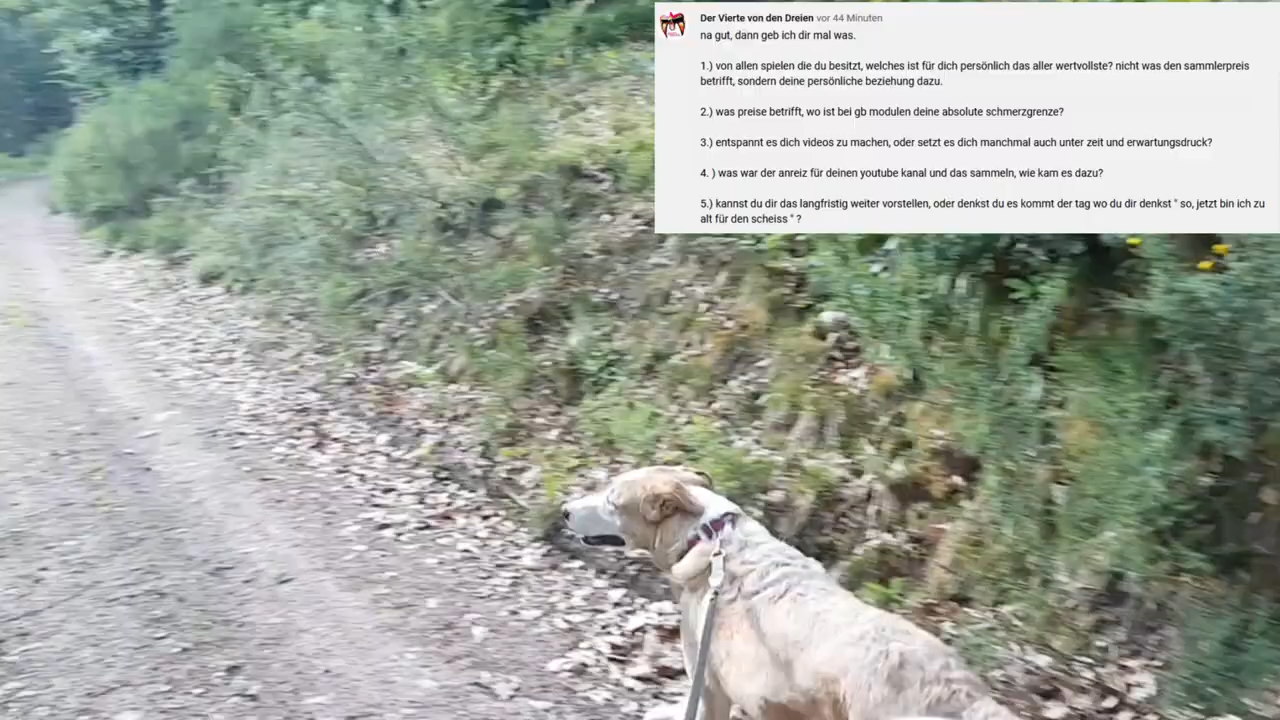 Der Vierte von den Dreien vor 44 Minuten
na gut, dann geb ich dir mal was.
1.) von allen spielen die du besitzt, welches ist für dich persönlich das aller wertvollste? nicht was den sammlerpreis
betrifft, sondern deine persönliche beziehung dazu.
2.) was preise betrifft, wo ist bei gb modulen deine absolute schmerzgrenze?
3.) entspannt es dich videos zu machen, oder setzt es dich manchmal auch unter zeit und erwartungsdruck?
4. ) was war der anreiz für deinen youtube kanal und das sammeln, wie kam es dazu?
5.) kannst du dir das langfristig weiter vorstellen, oder denkst du es kommt der tag wo du dir denkst " so, jetzt bin ich zu
alt für den scheiss " ?